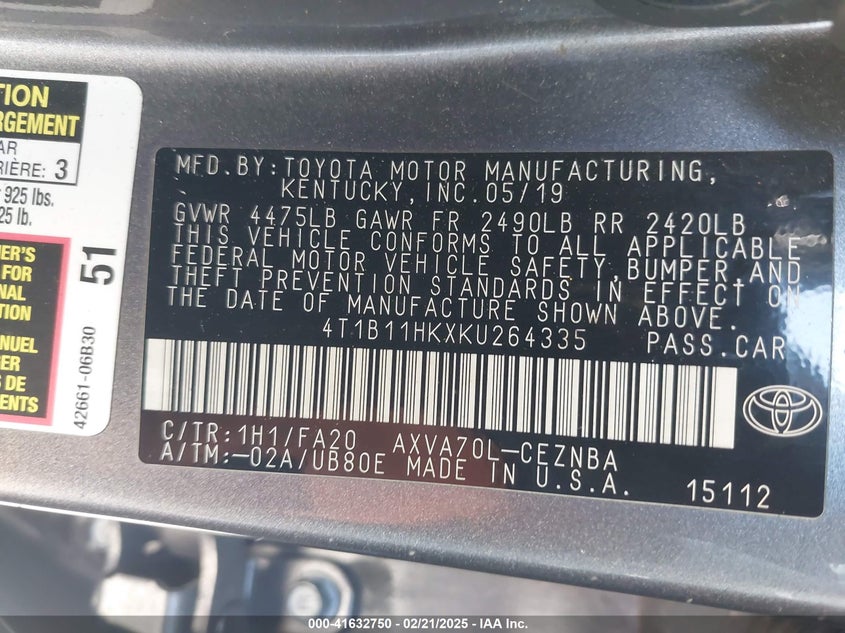 TION
RGEMENT
AR
RIÈRE: 3
925 lbs.
25 lb.
ER'S
FOR
NAL
TION
NUEL
CER
S DE
ENTS
51
42661-06B30
MFD.BY:TOYOTA MOTOR MANUFACTURING,
KENTUCKY,INC.05/19
GVWR 4475LB GAWR FR 2490LB RR 2420LB
THIS VEHICLE CONFORMS TO ALL APPLICABLE
FEDERAL MOTOR VEHICLE SAFETY,BUMPER,AND
THEFT PREVENTION STANDARDS IN EFFECT ON
THE DATE OF MANUFACTURE SHOWN ABOVE.
4T1B11HKXKU264335 PASS.CAR
C/TR:1H1/FA20 AXVA70L-CEZNBA
A/TM:-02A/UB80E MADE IN U.S.A.
15112
000-41632750 - 02/21/2025 - IAA Inc.